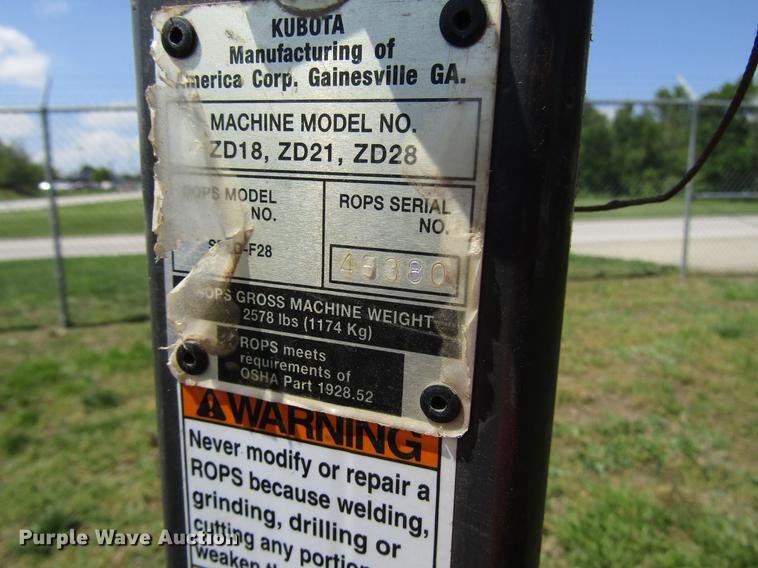 KUBOTA
Manufacturing of
America Corp. Gainesville GA.
MACHINE MODEL NO.
ZD18, ZD21, ZD28
ROPS MODEL
NO.
ROPS SERIAL
NO.
-F28
43380
ROPS GROSS MACHINE WEIGHT
2578 lbs (1174 Kg)
ROPS meets
requirements of
OSHA Part 1928.52
WARNING
Never modify or repair a
ROPS because welding,
grinding, drilling or
cutting any portion
weaken
Purple Wave Auction